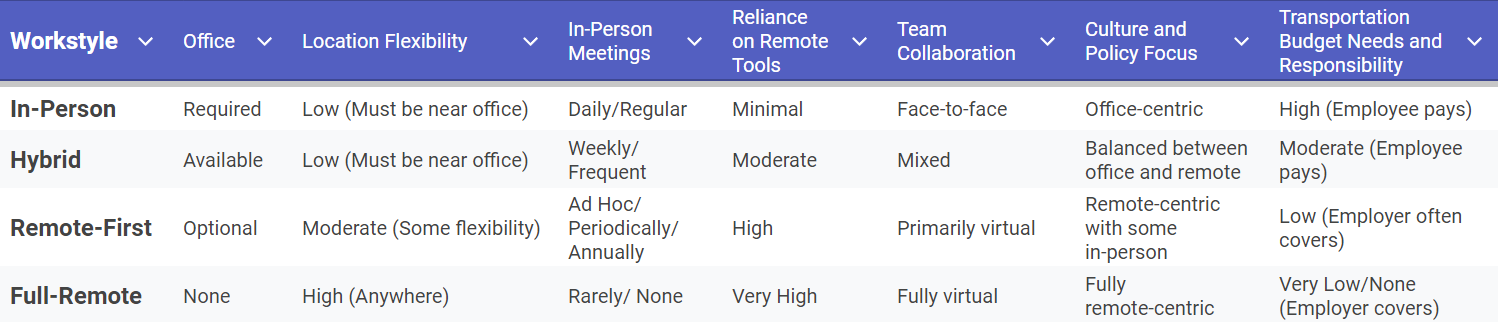 Workstyle Office Location Flexibility In-Person Meetings Reliance on Remote Tools Team Collaboration Culture and Policy Focus Transportation Budget Needs and Responsibility
In-Person Required Low (Must be near office) Daily/Regular Minimal Face-to-face Office-centric High (Employee pays)
Hybrid Available Low (Must be near office) Weekly/ Frequent Moderate Mixed Balanced between office and remote Moderate (Employee pays)
Remote-First Optional Moderate (Some flexibility) Ad Hoc/ Periodically/ Annually High Primarily virtual Remote-centric with some in-person Low (Employer often covers)
Full-Remote None High (Anywhere) Rarely/ None Very High Fully virtual Fully remote-centric Very Low/None (Employer covers)